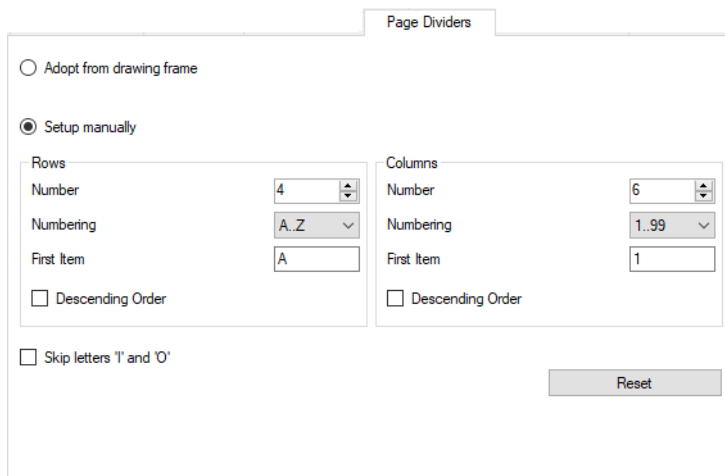 Page Dividers
Adopt from drawing frame
Setup manually
Rows
Number 4
Numbering A..Z
First Item A
Descending Order
Columns
Number 6
Numbering 1..99
First Item 1
Descending Order
Skip letters 'I' and 'O'
Reset